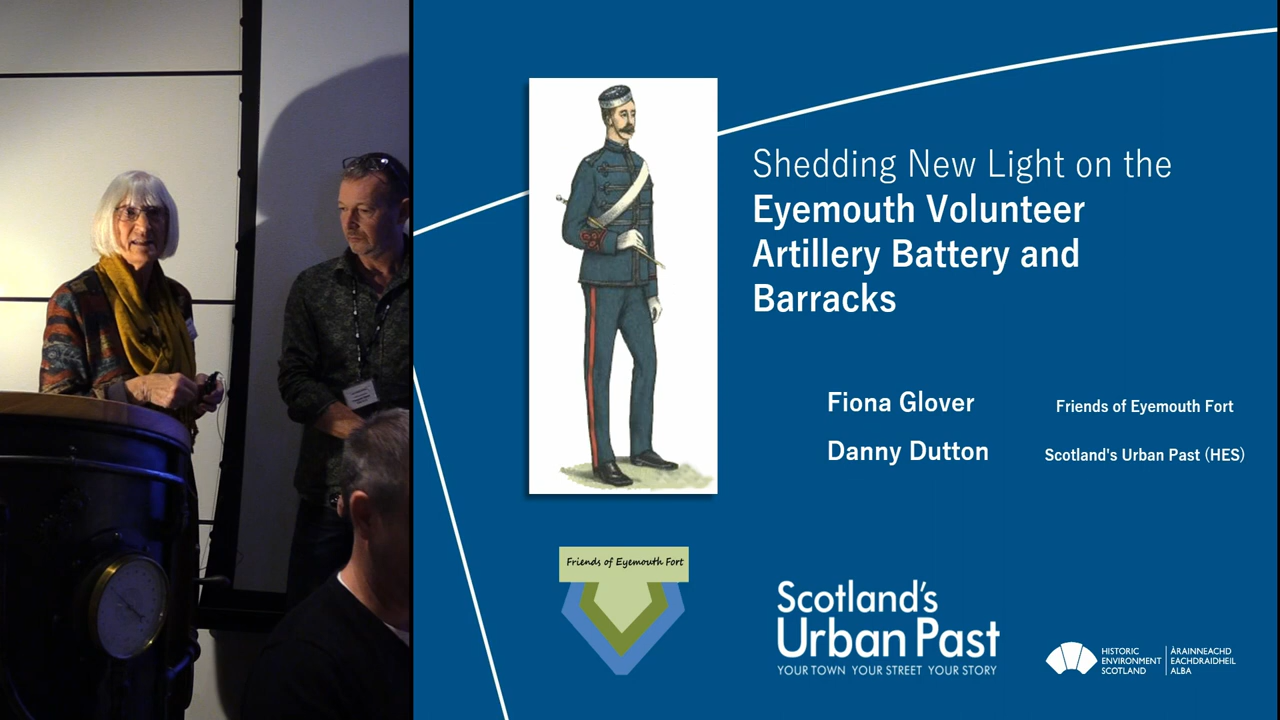 Shedding New Light on the
Eyemouth Volunteer
Artillery Battery and
Barracks
Fiona Glover Friends of Eyemouth Fort
Danny Dutton Scotland's Urban Past (HES)
Friends of Eyemouth Fort
Scotland's
Urban Past
YOUR TOWN YOUR STREET YOUR STORY
HISTORIC
ENVIRONMENT
SCOTLAND
ÀRAINNEACHD
EACHDRAIDHEIL
ALBA